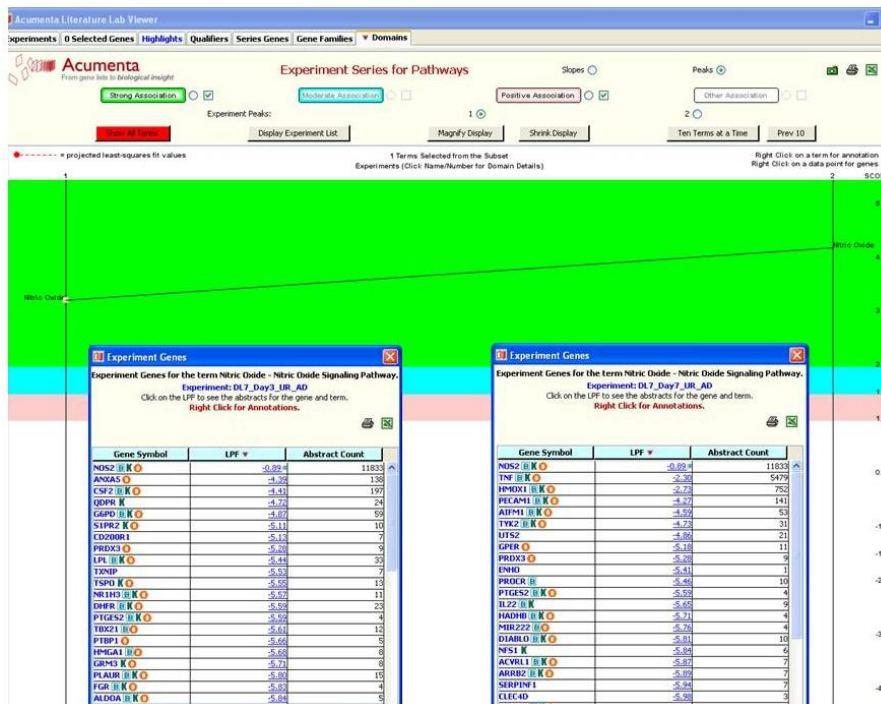 Acumenta Literature Lab Viewer
Experiments 0 Selected Genes Highlights Qualifiers Series Genes Gene Families ▼ Domains
Acumenta
From gene lists to biological insight
Experiment Series for Pathways
Slopes
Peaks
Strong Association
Moderate Association
Positive Association
Other Association
Experiment Peaks:
1
2
Show All Terms
Display Experiment List
Magnify Display
Shrink Display
Ten Terms at a Time
Prev 10
= projected least-squares fit values
1 Terms Selected from the Subset
Experiments (Click Name/Number for Domain Details)
Right Click on a term for annotation
Right Click on a data point for genes
1
2
Nitric Oxide
Nitric Oxide
Experiment Genes
Experiment Genes for the term Nitric Oxide - Nitric Oxide Signaling Pathway.
Experiment: DL7_Day3_UR_AD
Click on the LPF to see the abstracts for the gene and term.
Right Click for Annotations.
Gene Symbol LPF ▼ Abstract Count
NOS2 B K O -0.89 11833
ANXA5 O -4.39 138
CSF2 B K O -4.41 197
QDPR K -4.72 24
G6PD B K O -4.87 59
S1PR2 K O -5.11 10
CD200R1 -5.13 7
PRDX3 O -5.28 9
LPL B K O -5.44 33
TXNIP -5.53 7
TSPO K O -5.55 13
NR1H3 B K O -5.57 11
DHFR B K O -5.59 23
PTGES2 B K O -5.59 4
TBX21 B O -5.61 12
PTBP1 O -5.66 5
HMGA1 B O -5.68 8
GRM3 K O -5.71 8
PLAUR B K O -5.80 15
FGR B K O -5.83 4
ALDOA B K O -5.84 5
Experiment Genes
Experiment Genes for the term Nitric Oxide - Nitric Oxide Signaling Pathway.
Experiment: DL7_Day7_UR_AD
Click on the LPF to see the abstracts for the gene and term.
Right Click for Annotations.
Gene Symbol LPF ▼ Abstract Count
NOS2 B K O -0.89 11833
TNF B K O -2.30 5479
HMOX1 B K O -2.73 752
PECAM1 B K O -4.27 141
AIFM1 B K O -4.59 53
TYK2 B K O -4.73 31
UTS2 -4.86 21
GPER O -5.18 11
PRDX3 O -5.28 9
ENHO -5.41 1
PROCR B -5.46 10
PTGES2 B K O -5.59 4
IL22 B K -5.65 9
HADHB B K O -5.71 4
MIR222 B O -5.76 4
DIABLO B K O -5.81 10
NFS1 K -5.84 6
ACVRL1 B K O -5.87 7
ARRB2 B K O -5.89 7
SERPINF1 -5.94 7
CLEC4D -5.98 3